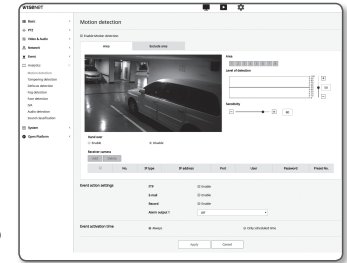 wisenet
Basic
PTZ
Video & Audio
Network
Event
Analytics
Motion detection
Tampering detection
Defocus detection
Fog detection
Face detection
IVA
Audio detection
Sound classification
System
Open Platform
Motion detection
Enable Motion detection
Area
Exclude area
Area
Level of detection
Sensitivity
80
Hand over
Enable
Disable
Receiver camera
Add
Delete
No.
IP type
IP address
Port
User
Password
Preset No.
Event action settings
FTP
Enable
E-mail
Enable
Record
Enable
Alarm output 1
Off
Event activation time
Always
Only scheduled time
Apply
Cancel